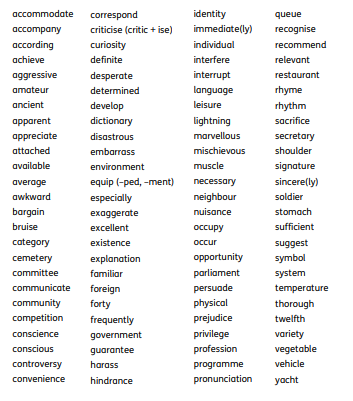 accommodate
accompany
according
achieve
aggressive
amateur
ancient
apparent
appreciate
attached
available
average
awkward
bargain
bruise
category
cemetery
committee
communicate
community
competition
conscience
conscious
controversy
convenience
correspond
criticise (critic + ise)
curiosity
definite
desperate
determined
develop
dictionary
disastrous
embarrass
environment
equip (–ped, –ment)
especially
exaggerate
excellent
existence
explanation
familiar
foreign
forty
frequently
government
guarantee
harass
hindrance
identity
immediate(ly)
individual
interfere
interrupt
language
leisure
lightning
marvellous
mischievous
muscle
necessary
neighbour
nuisance
occupy
occur
opportunity
parliament
persuade
physical
prejudice
privilege
profession
programme
pronunciation
queue
recognise
recommend
relevant
restaurant
rhyme
rhythm
sacrifice
secretary
shoulder
signature
sincere(ly)
soldier
stomach
sufficient
suggest
symbol
system
temperature
thorough
twelfth
variety
vegetable
vehicle
yacht